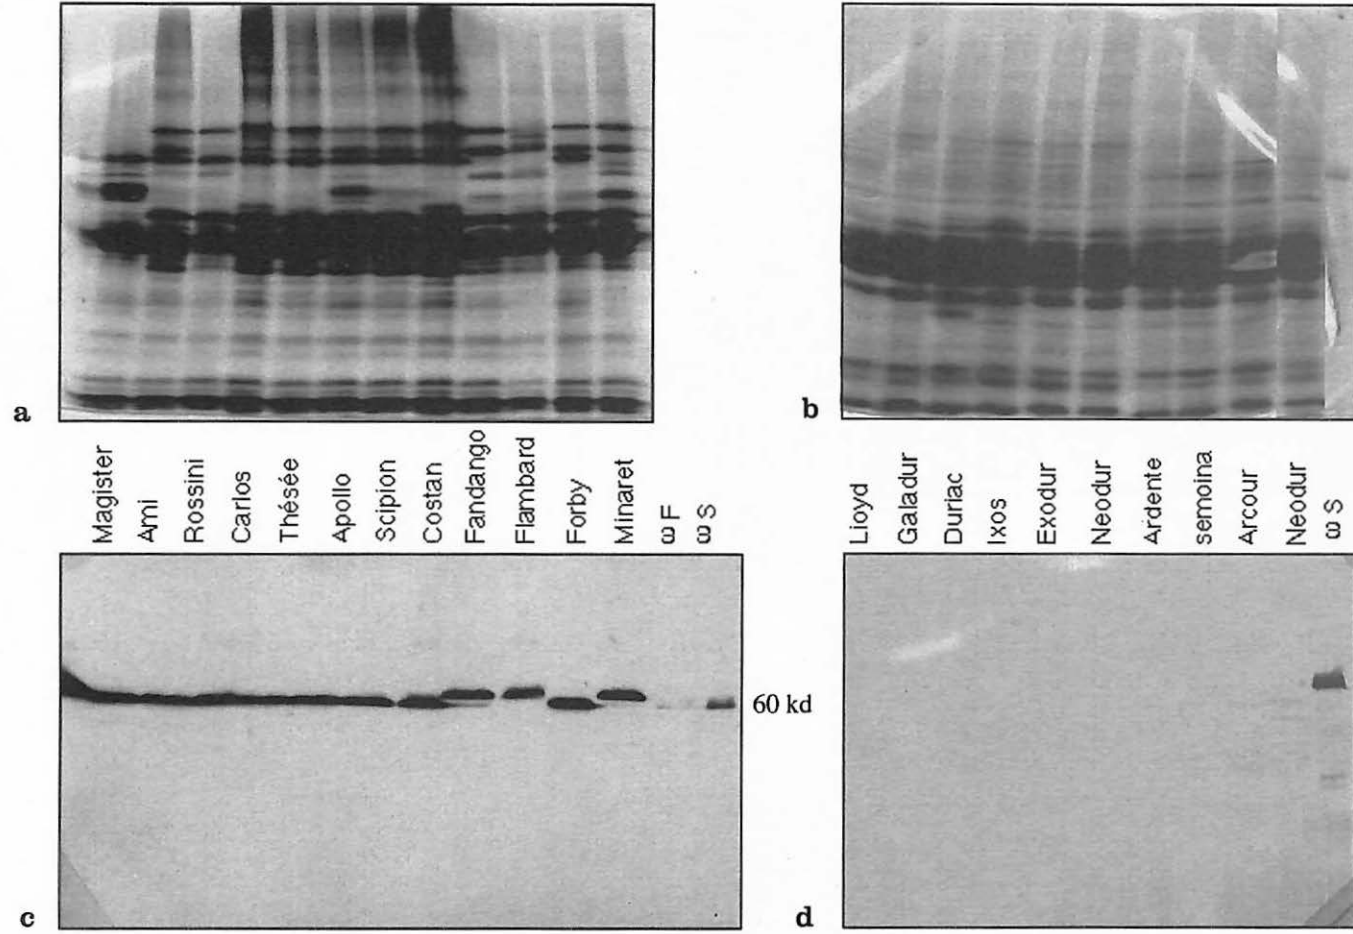 a
b
Magister
Ami
Rossini
Carlos
Thésée
Apollo
Scipion
Costan
Fandango
Flambard
Forby
Minaret
ω F
ω S
Lioyd
Galadur
Duriac
Ixos
Exodur
Neodur
Ardente
semoina
Arcour
Neodur
ω S
60 kd
c
d